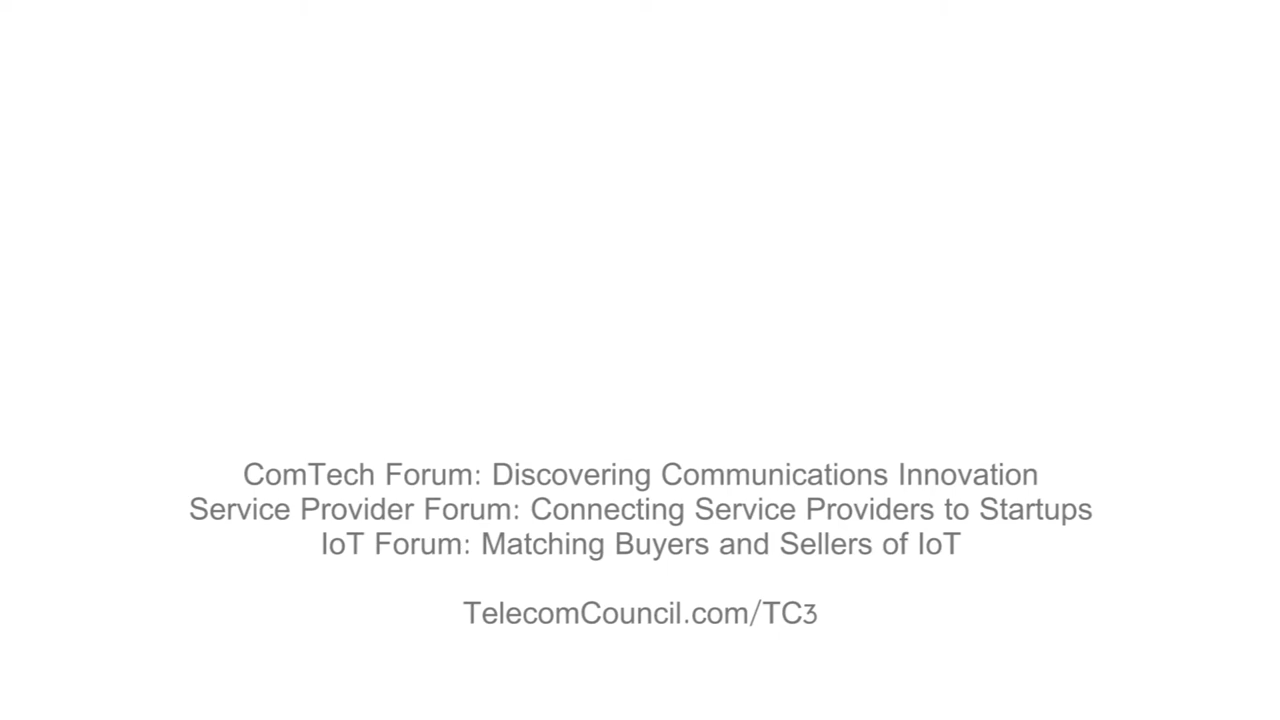 ComTech Forum: Discovering Communications Innovation
Service Provider Forum: Connecting Service Providers to Startups
IoT Forum: Matching Buyers and Sellers of IoT
TelecomCouncil.com/TC3